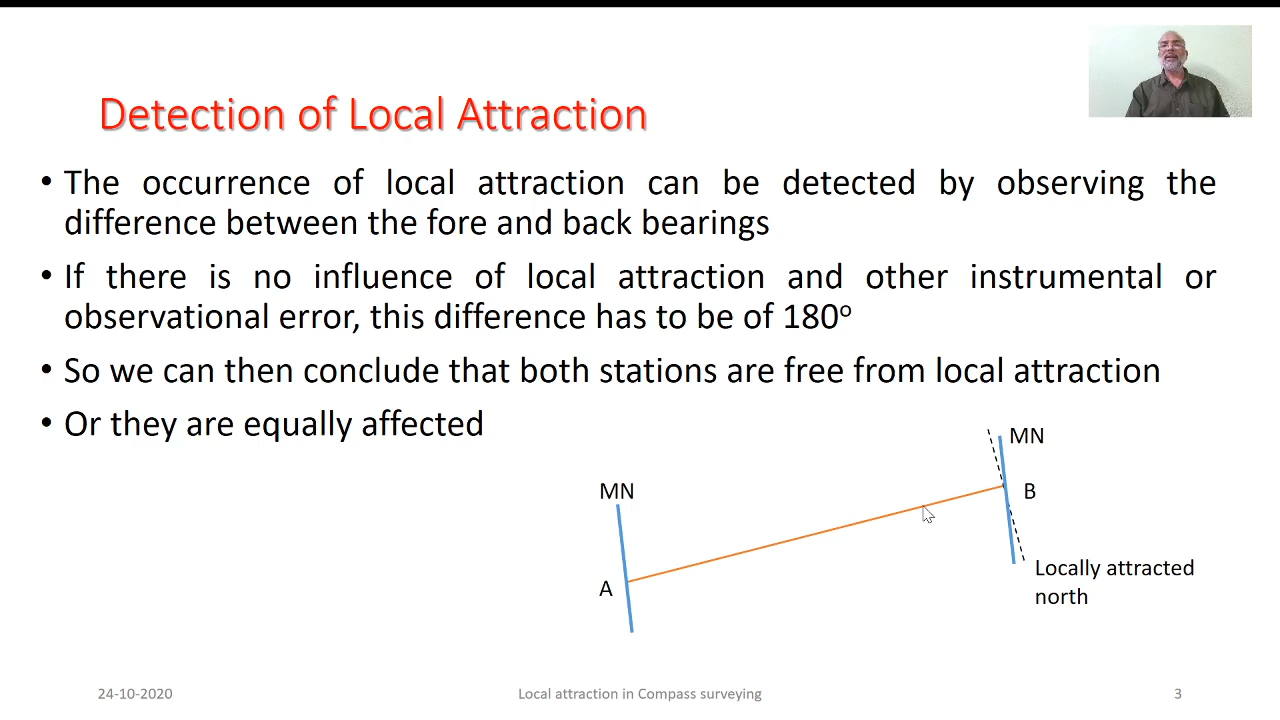 Detection of Local Attraction
• The occurrence of local attraction can be detected by observing the
difference between the fore and back bearings
• If there is no influence of local attraction and other instrumental or
observational error, this difference has to be of 180º
• So we can then conclude that both stations are free from local attraction
• Or they are equally affected
MN
MN
B
A
Locally attracted
north
24-10-2020
Local attraction in Compass surveying
3